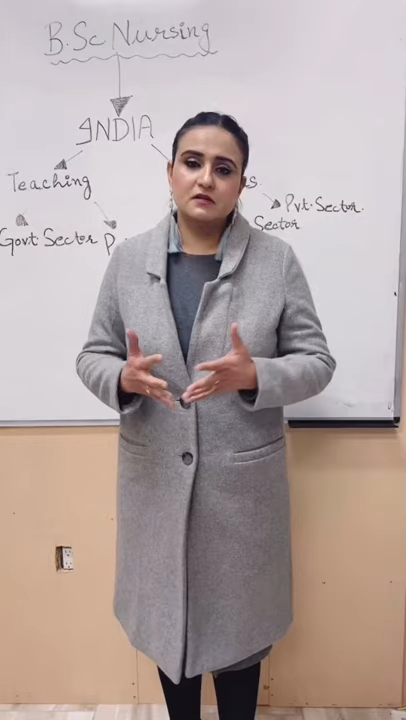 B.Sc Nursing
INDIA
Teaching
Pvt. Sector.
Govt Sector
Sector